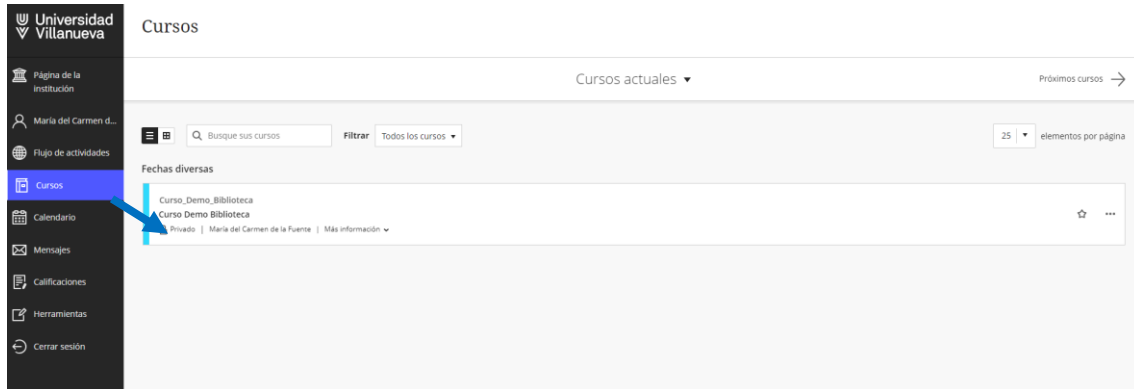 Universidad
Villanueva
Página de la
institución
María del Carmen d...
Flujo de actividades
Cursos
Calendario
Mensajes
Calificaciones
Herramientas
Cerrar sesión
Cursos
Cursos actuales
Próximos cursos
Busque sus cursos
Filtrar
Todos los cursos
25
elementos por página
Fechas diversas
Curso_Demo_Biblioteca
Curso Demo Biblioteca
Privado | María del Carmen de la Fuente | Más información